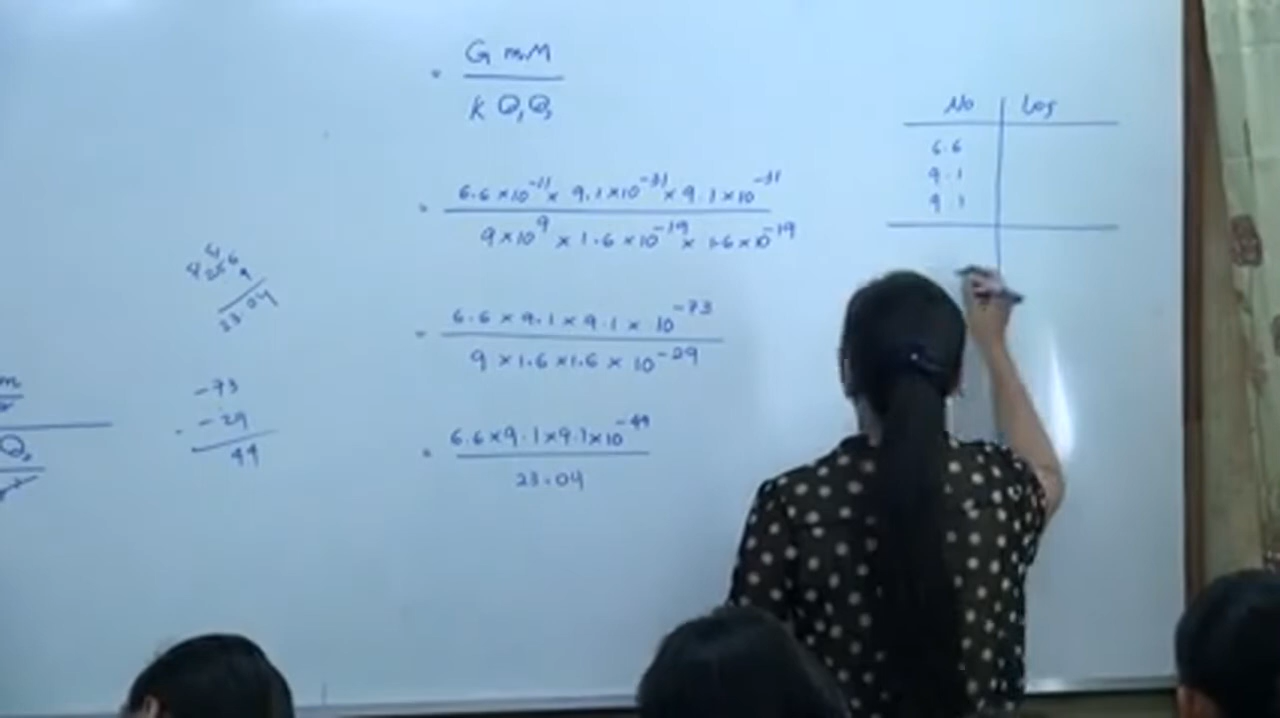 = G m M / k Q₁ Q₂
= 6.6 × 10⁻¹¹ × 9.1 × 10⁻³¹ × 9.1 × 10⁻³¹ / 9 × 10⁹ × 1.6 × 10⁻¹⁹ × 1.6 × 10⁻¹⁹
= 6.6 × 9.1 × 9.1 × 10⁻⁷³ / 9 × 1.6 × 1.6 × 10⁻²⁹
= 6.6 × 9.1 × 9.1 × 10⁻⁴⁴ / 23.04
23.04
-73
-29
44
No Log
6.6
9.1
9.1